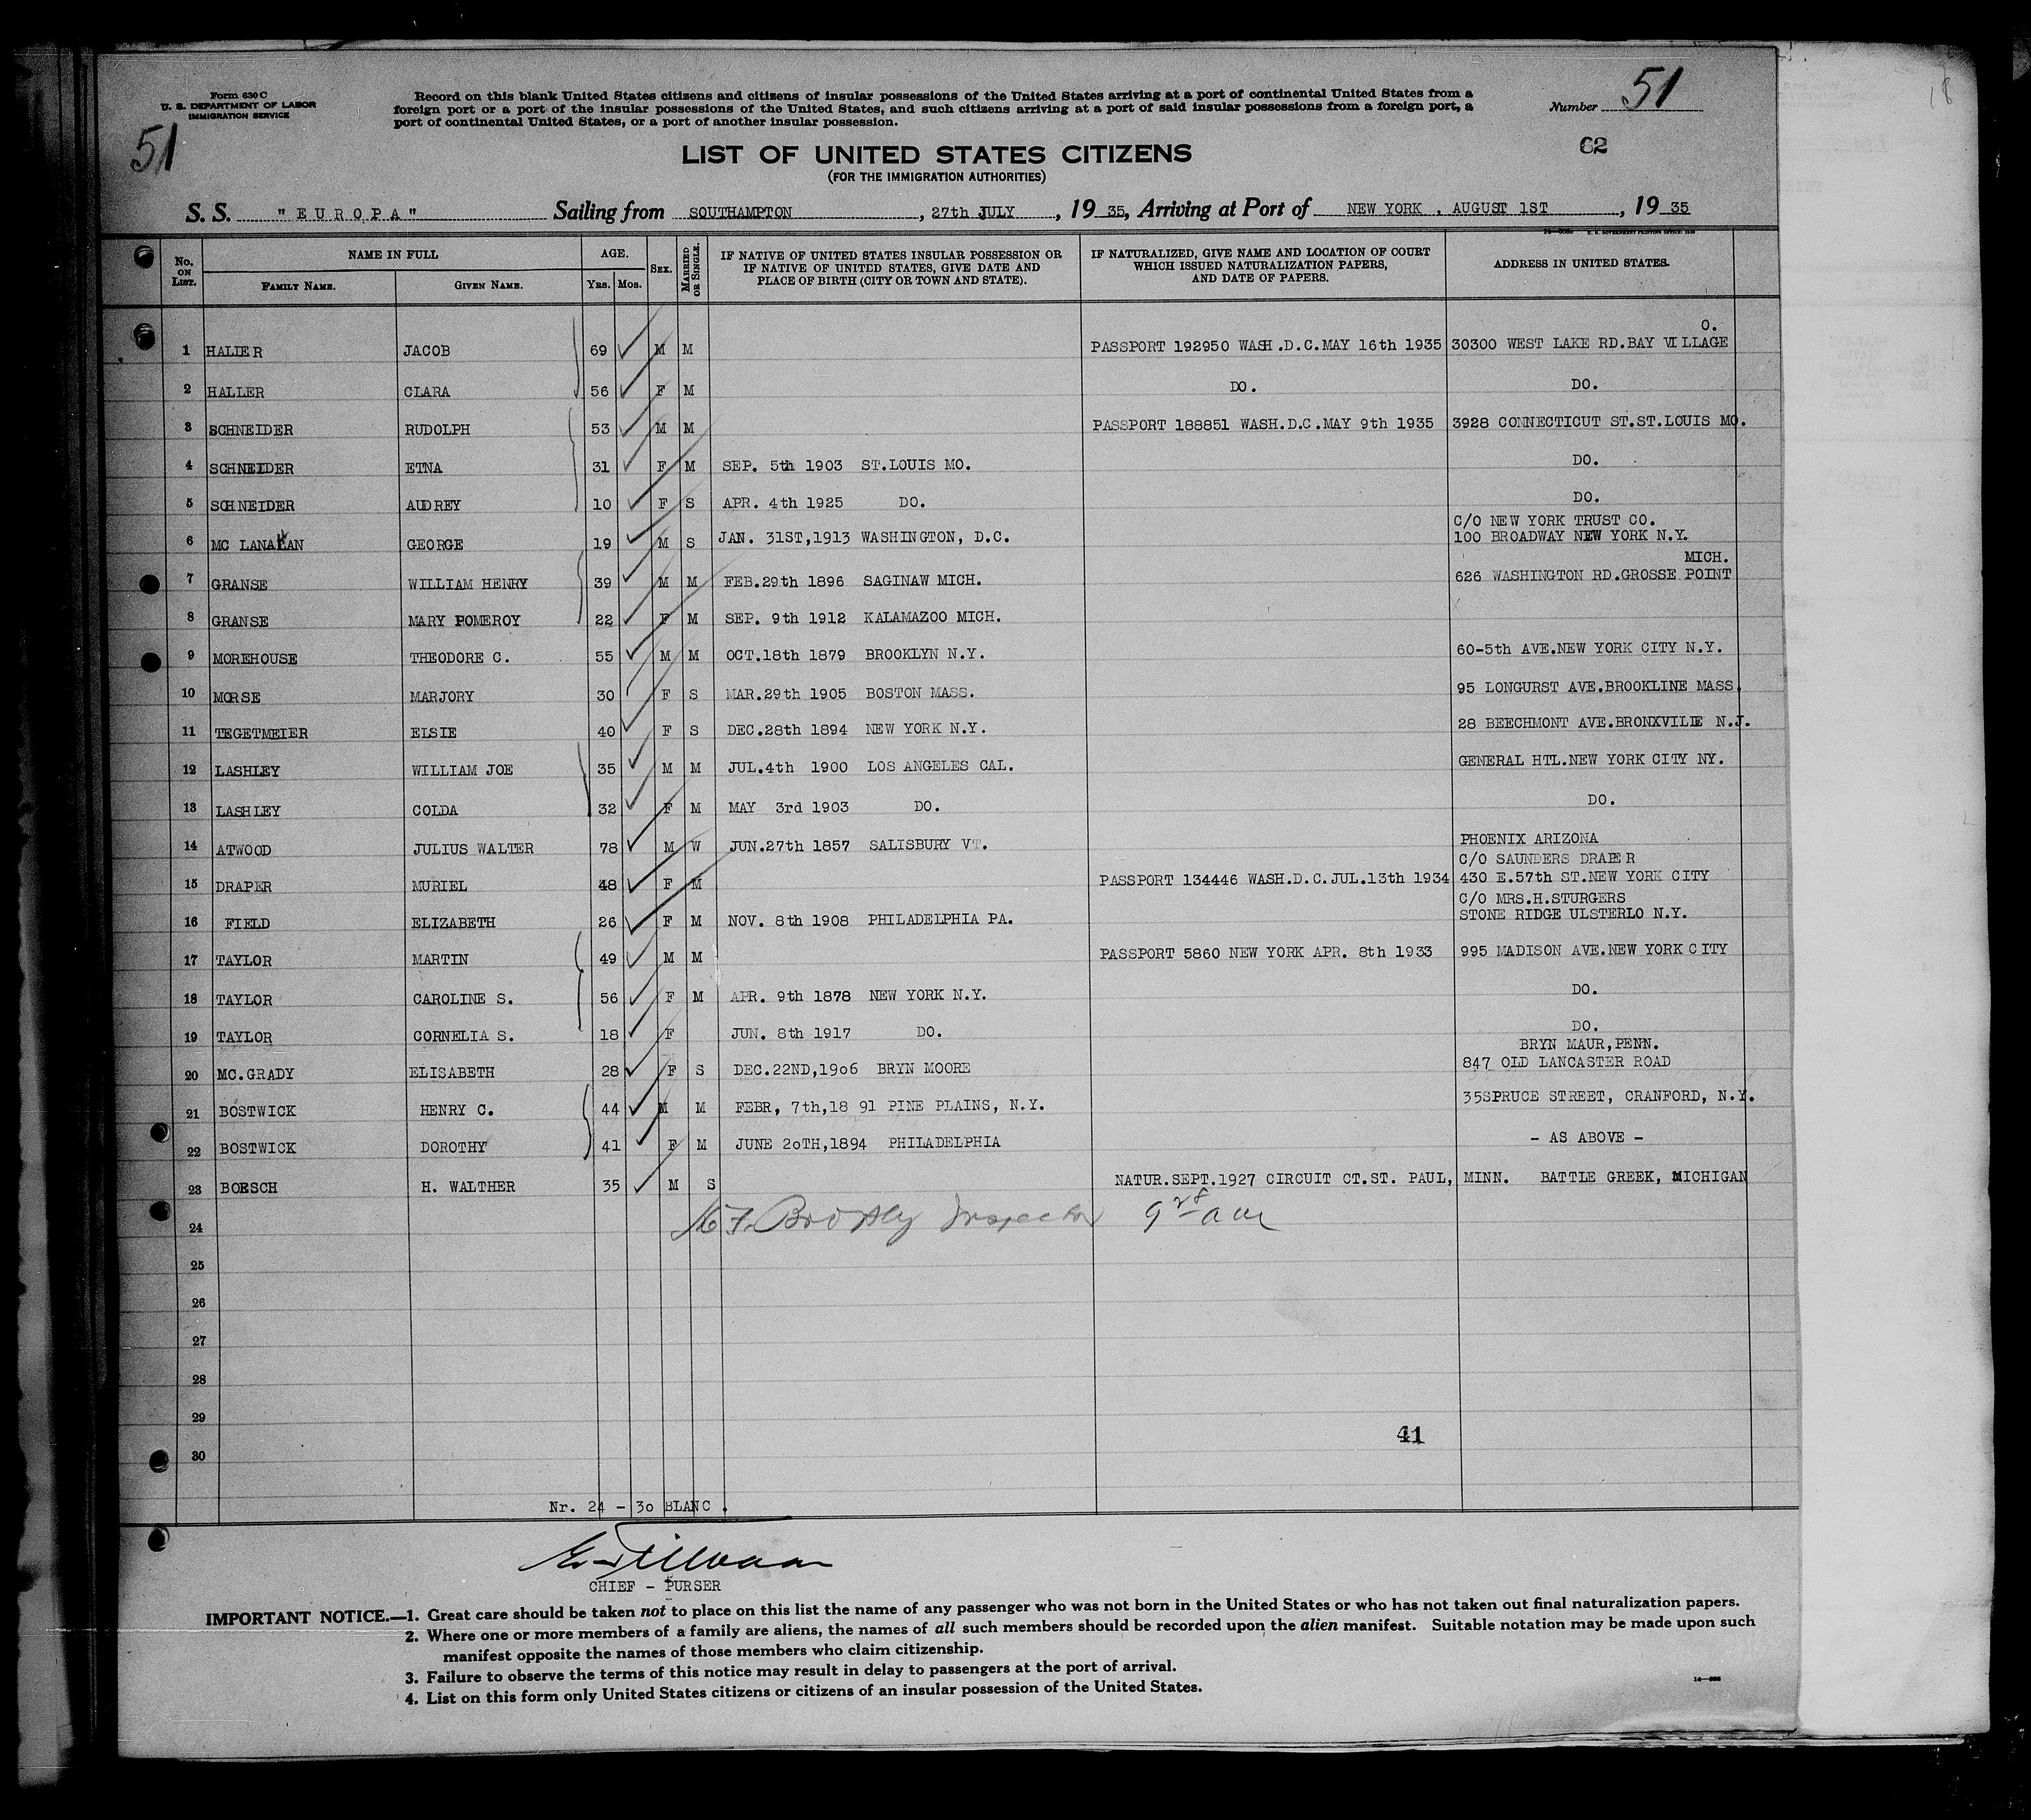 Form 630 C
U. S. DEPARTMENT OF LABOR
IMMIGRATION SERVICE
51
Record on this blank United States citizens and citizens of insular possessions of the United States arriving at a port of continental United States from a
foreign port or a port of the insular possessions of the United States, and such citizens arriving at a port of said insular possessions from a foreign port, a
port of continental United States, or a port of another insular possession.
Number 51
62
LIST OF UNITED STATES CITIZENS
(FOR THE IMMIGRATION AUTHORITIES)
S. S. "EUROPA" Sailing from SOUTHAMPTON, 27th JULY, 19 35, Arriving at Port of NEW YORK, AUGUST 1ST, 19 35
No. ON LIST. NAME IN FULL FAMILY NAME. GIVEN NAME. AGE. YRS. MOS. SEX. MARRIED OR SINGLE. IF NATIVE OF UNITED STATES INSULAR POSSESSION OR IF NATIVE OF UNITED STATES, GIVE DATE AND PLACE OF BIRTH (CITY OR TOWN AND STATE). IF NATURALIZED, GIVE NAME AND LOCATION OF COURT WHICH ISSUED NATURALIZATION PAPERS, AND DATE OF PAPERS. ADDRESS IN UNITED STATES.
1 HALLER JACOB 69 M M PASSPORT 192950 WASH.D.C.MAY 16th 1935 30300 WEST LAKE RD.BAY VILLAGE O.
2 HALLER CLARA 56 F M DO. DO.
3 SCHNEIDER RUDOLPH 53 M M PASSPORT 188851 WASH.D.C.MAY 9th 1935 3928 CONNECTICUT ST.ST.LOUIS MO.
4 SCHNEIDER ETNA 31 F M SEP. 5th 1903 ST.LOUIS MO. DO.
5 SCHNEIDER AUDREY 10 F S APR. 4th 1925 DO. DO.
6 MC LANAHAN GEORGE 19 M S JAN. 31ST,1913 WASHINGTON, D.C. C/O NEW YORK TRUST CO. 100 BROADWAY NEW YORK N.Y.
7 GRANSE WILLIAM HENRY 39 M M FEB.29th 1896 SAGINAW MICH. 626 WASHINGTON RD.GROSSE POINT MICH.
8 GRANSE MARY POMEROY 22 F M SEP. 9th 1912 KALAMAZOO MICH.
9 MOREHOUSE THEODORE C. 55 M M OCT.18th 1879 BROOKLYN N.Y. 60-5th AVE.NEW YORK CITY N.Y.
10 MORSE MARJORY 30 F S MAR.29th 1905 BOSTON MASS. 95 LONGURST AVE.BROOKLINE MASS.
11 TEGETMEIER ELSIE 40 F S DEC.28th 1894 NEW YORK N.Y. 28 BEECHMONT AVE.BRONXVILLE N.J.
12 LASHLEY WILLIAM JOE 35 M M JUL.4th 1900 LOS ANGELES CAL. GENERAL HTL.NEW YORK CITY NY.
13 LASHLEY COLDA 32 F M MAY 3rd 1903 DO. DO.
14 ATWOOD JULIUS WALTER 78 M W JUN.27th 1857 SALISBURY VT. PHOENIX ARIZONA
15 DRAPER MURIEL 48 F M PASSPORT 134446 WASH.D.C.JUL.13th 1934 C/O SAUNDERS DRAPER 430 E.57th ST.NEW YORK CITY
16 FIELD ELIZABETH 26 F M NOV. 8th 1908 PHILADELPHIA PA. C/O MRS.H.STURGERS STONE RIDGE ULSTERLO N.Y.
17 TAYLOR MARTIN 49 M M PASSPORT 5860 NEW YORK APR. 8th 1933 995 MADISON AVE.NEW YORK CITY
18 TAYLOR CAROLINE S. 56 F M APR. 9th 1878 NEW YORK N.Y. DO.
19 TAYLOR CORNELIA S. 18 F JUN. 8th 1917 DO. DO.
20 MC.GRADY ELISABETH 28 F S DEC.22ND,1906 BRYN MOORE BRYN MAUR,PENN. 847 OLD LANCASTER ROAD
21 BOSTWICK HENRY C. 44 M M FEBR, 7th,18 91 PINE PLAINS, N.Y. 35SPRUCE STREET, CRANFORD, N.Y.
22 BOSTWICK DOROTHY 41 F M JUNE 20TH,1894 PHILADELPHIA - AS ABOVE -
23 BOESCH H. WALTHER 35 M S NATUR.SEPT.1927 CIRCUIT CT.ST. PAUL, MINN. BATTLE GREEK, MICHIGAN
24 Inspector
25
26
27
28
29
41
30
Nr. 24 - 30 BLANC.
CHIEF - PURSER
IMPORTANT NOTICE.—1. Great care should be taken not to place on this list the name of any passenger who was not born in the United States or who has not taken out final naturalization papers.
2. Where one or more members of a family are aliens, the names of all such members should be recorded upon the alien manifest. Suitable notation may be made upon such
manifest opposite the names of those members who claim citizenship.
3. Failure to observe the terms of this notice may result in delay to passengers at the port of arrival.
4. List on this form only United States citizens or citizens of an insular possession of the United States.